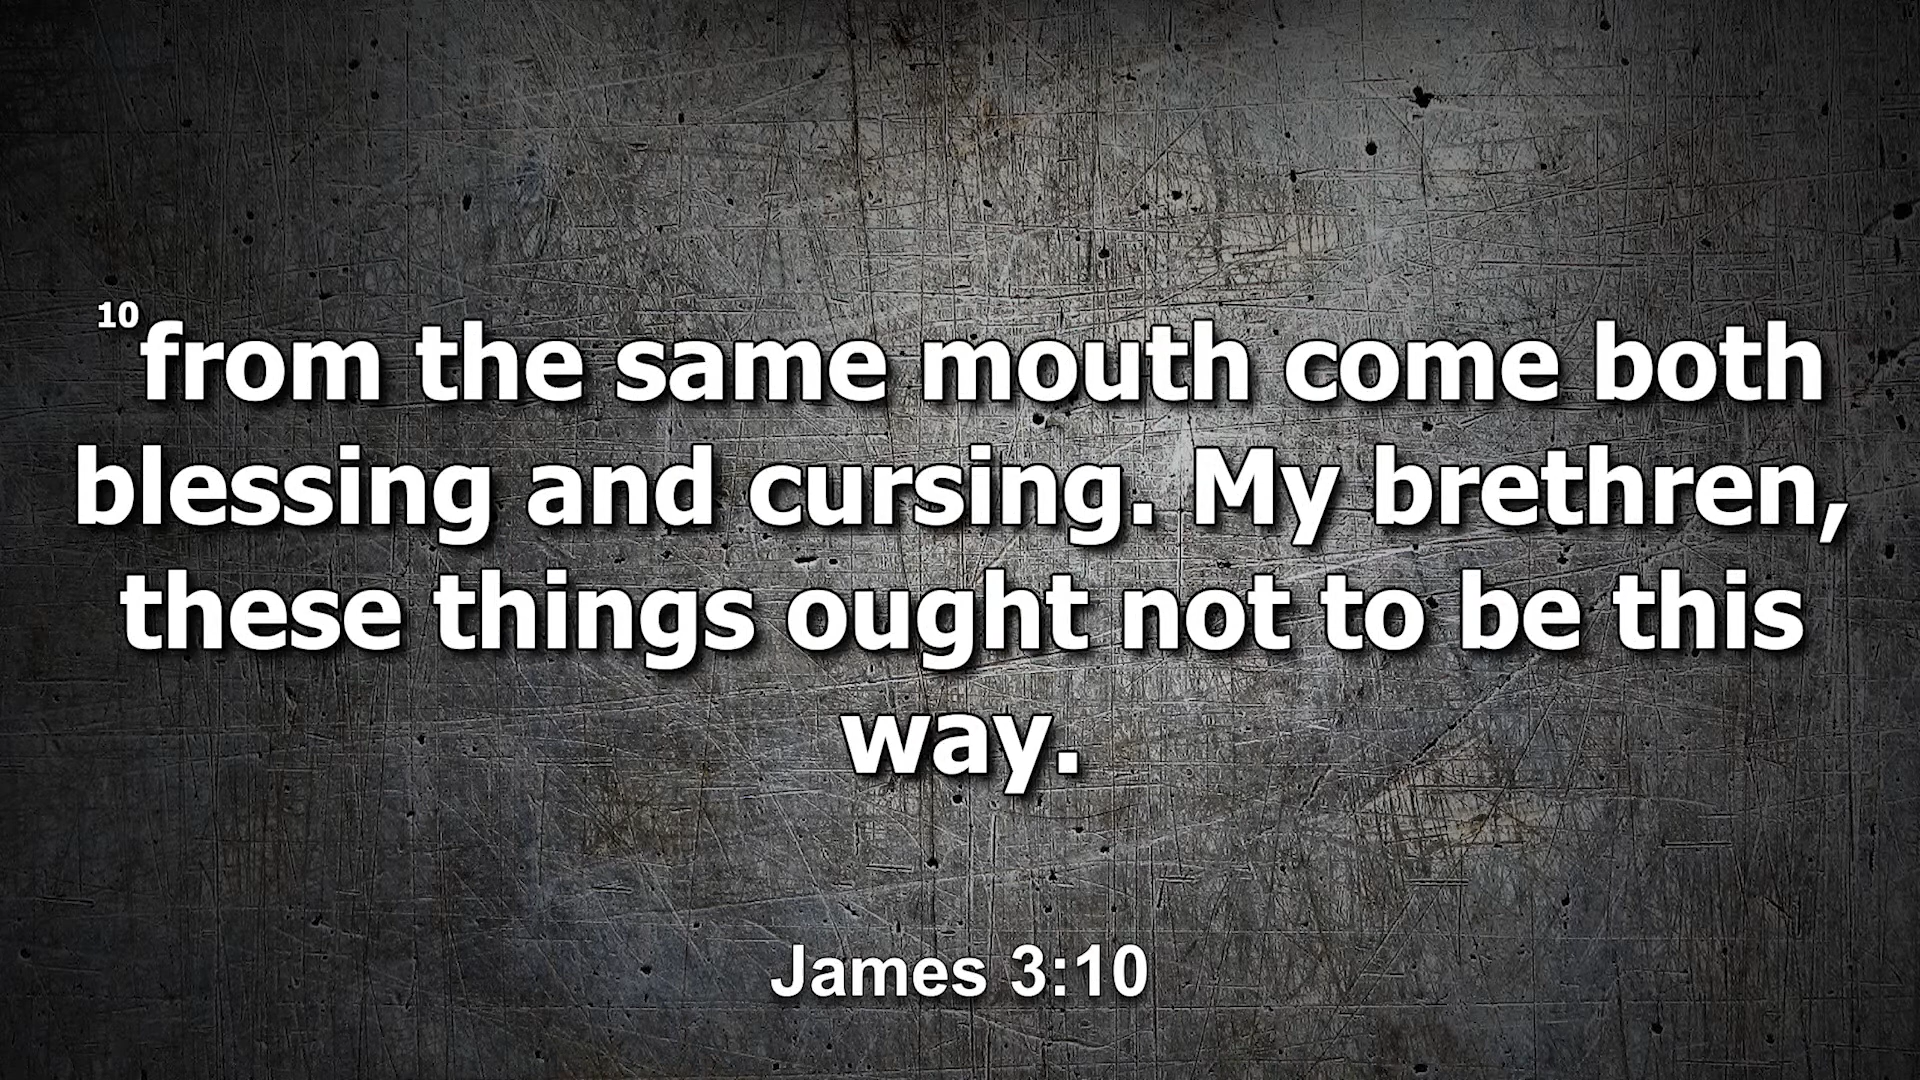 10from the same mouth come both
blessing and cursing. My brethren,
these things ought not to be this
way.
James 3:10